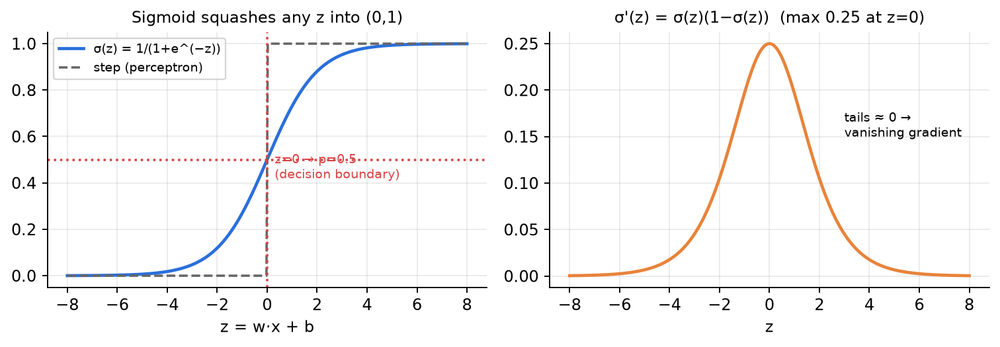 Sigmoid squashes any z into (0,1)
σ(z) = 1/(1+e^(−z))
step (perceptron)
1.0
0.8
0.6
0.4
0.2
0.0
z=0 → p=0.5
(decision boundary)
−8 −6 −4 −2 0 2 4 6 8
z = w·x + b
σ'(z) = σ(z)(1−σ(z))  (max 0.25 at z=0)
0.25
0.20
0.15
0.10
0.05
0.00
tails ≈ 0 →
vanishing gradient
−8 −6 −4 −2 0 2 4 6 8
z